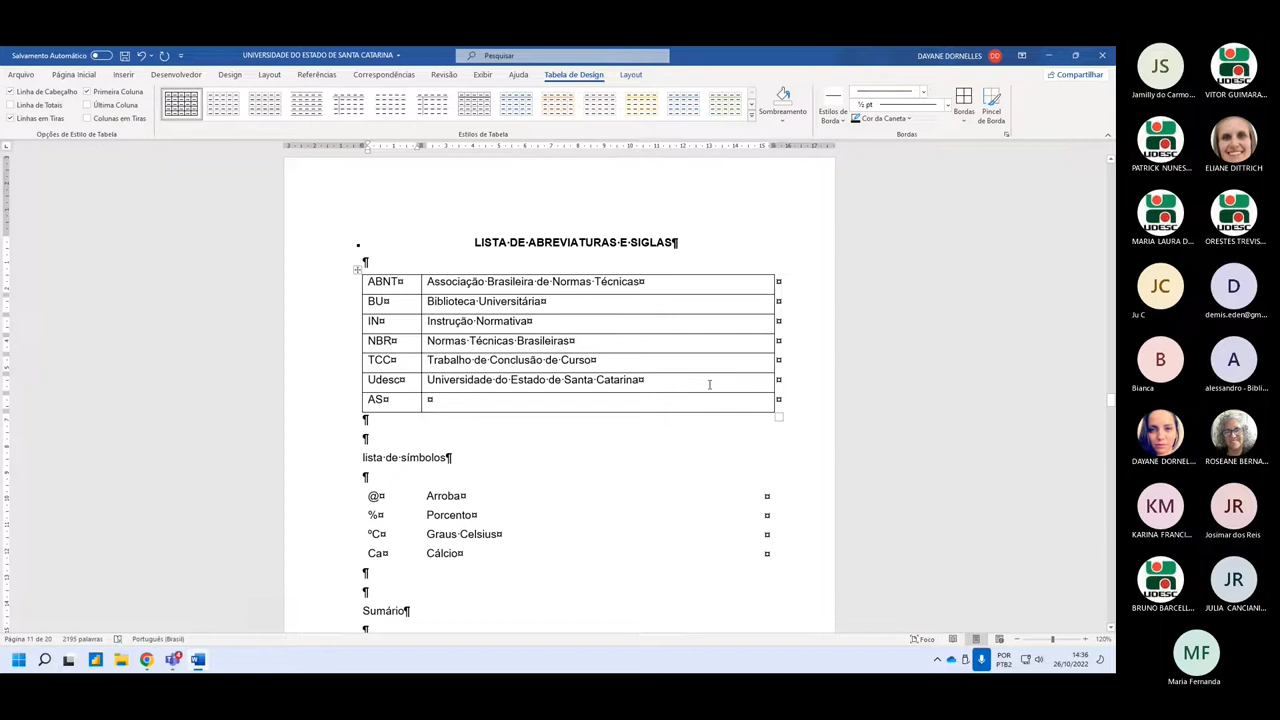 Salvamento Automático
UNIVERSIDADE DO ESTADO DE SANTA CATARINA
Pesquisar
DAYANE DORNELLES
DD
Arquivo Página Inicial Inserir Desenvolvedor Design Layout Referências Correspondências Revisão Exibir Ajuda Tabela de Design Layout
Compartilhar
Linha de Cabeçalho Primeira Coluna
Linha de Totais Última Coluna
Linhas em Tiras Colunas em Tiras
Opções de Estilo de Tabela
Estilos de Tabela
Sombreamento
Estilos de Borda
½ pt
Cor da Caneta
Bordas
Pincel de Borda
Bordas
LISTA·DE·ABREVIATURAS·E·SIGLAS¶
¶
ABNT¤ Associação·Brasileira·de·Normas·Técnicas¤ ¤
BU¤ Biblioteca·Universitária¤ ¤
IN¤ Instrução·Normativa¤ ¤
NBR¤ Normas·Técnicas·Brasileiras¤ ¤
TCC¤ Trabalho·de·Conclusão·de·Curso¤ ¤
Udesc¤ Universidade·do·Estado·de·Santa·Catarina¤ ¤
AS¤ ¤ ¤
¶
¶
lista·de·símbolos¶
¶
@¤ Arroba¤ ¤
%¤ Porcento¤ ¤
ºC¤ Graus·Celsius¤ ¤
Ca¤ Cálcio¤ ¤
¶
¶
Sumário¶
¶
Página 11 de 20 2195 palavras Português (Brasil)
Foco
120%
POR
PTB2
14:36
26/10/2022
JS
Jamilly do Carmo...
UDESC
VITOR GUIMARA...
UDESC
PATRICK NUNES...
ELIANE DITTRICH
UDESC
MARIA LAURA D...
UDESC
ORESTES TREVIS...
JC
Ju C
D
demis.eden@gm...
B
Bianca
A
alessandro - Bibli...
DAYANE DORNEL...
ROSEANE BERNA...
KM
KARINA FRANCI...
JR
Josimar dos Reis
UDESC
BRUNO BARCELL...
JR
JULIA CANCIANI...
MF
Maria Fernanda